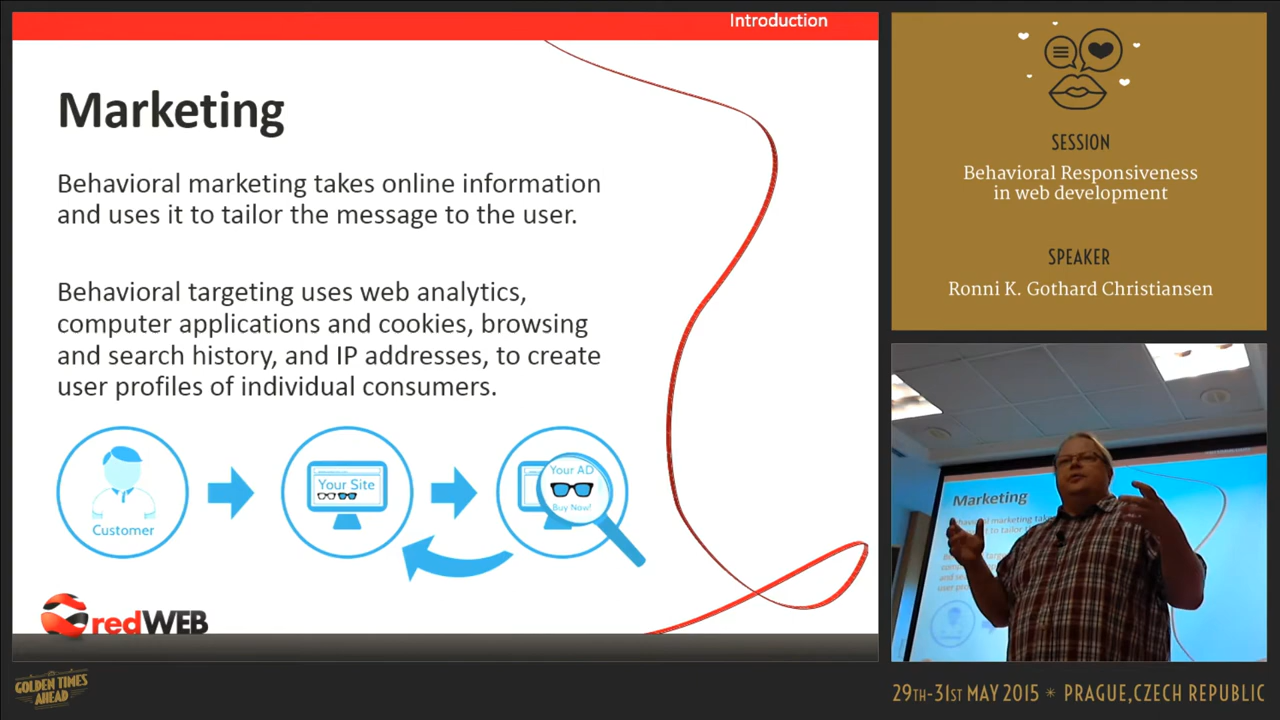 Introduction
Marketing
Behavioral marketing takes online information
and uses it to tailor the message to the user.
Behavioral targeting uses web analytics,
computer applications and cookies, browsing
and search history, and IP addresses, to create
user profiles of individual consumers.
Customer
Your Site
Your AD
Buy Now!
redWEB
SESSION
Behavioral Responsiveness
in web development
SPEAKER
Ronni K. Gothard Christiansen
Marketing
GOLDEN TIMES
AHEAD
29TH-31ST MAY 2015 * PRAGUE, CZECH REPUBLIC